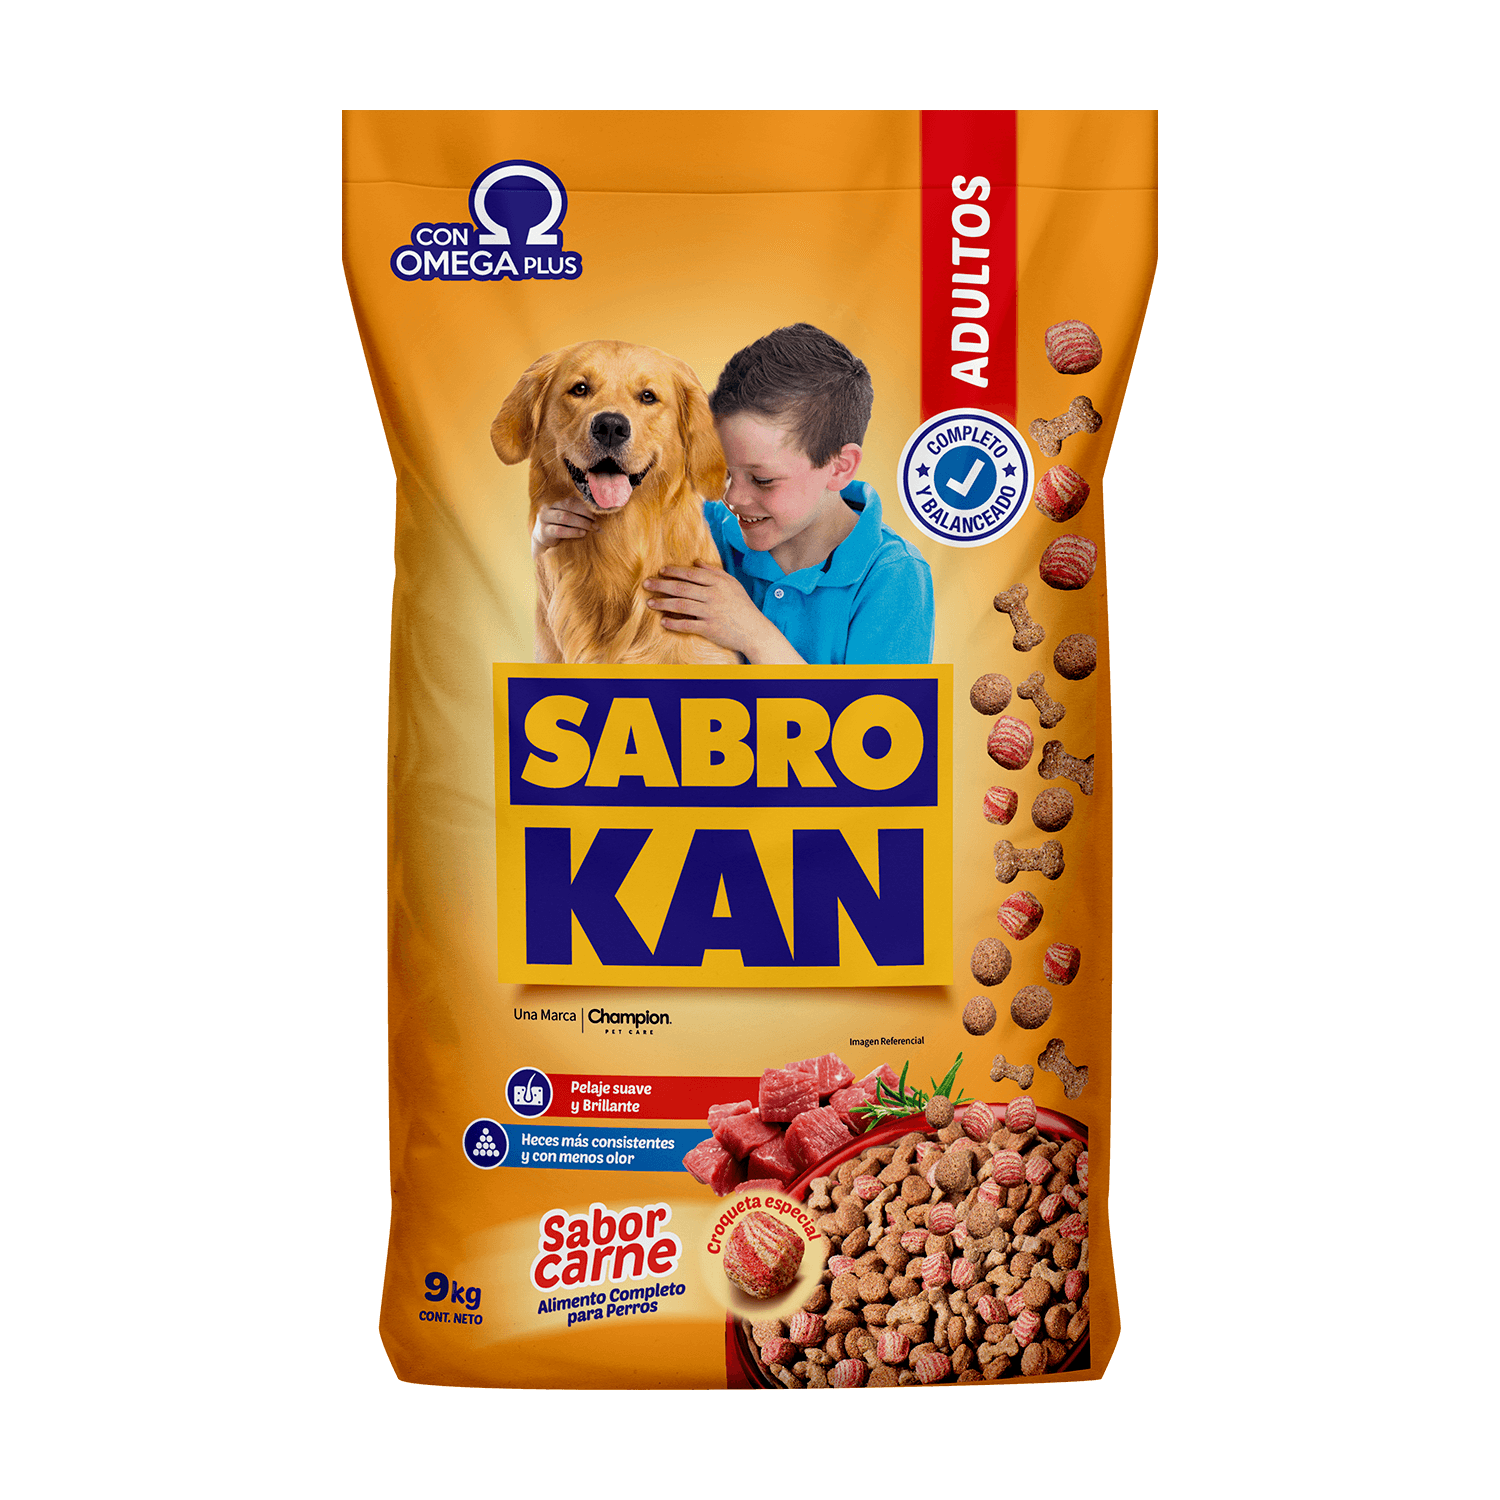 CON
OMEGA PLUS
ADULTOS
COMPLETO
Y BALANCEADO
SABRO
KAN
Una Marca | Champion.
PET CARE
Imagen Referencial
Pelaje suave
y Brillante
Heces más consistentes
y con menos olor
Croqueta especial
Sabor
carne
Alimento Completo
para Perros
9kg
CONT. NETO